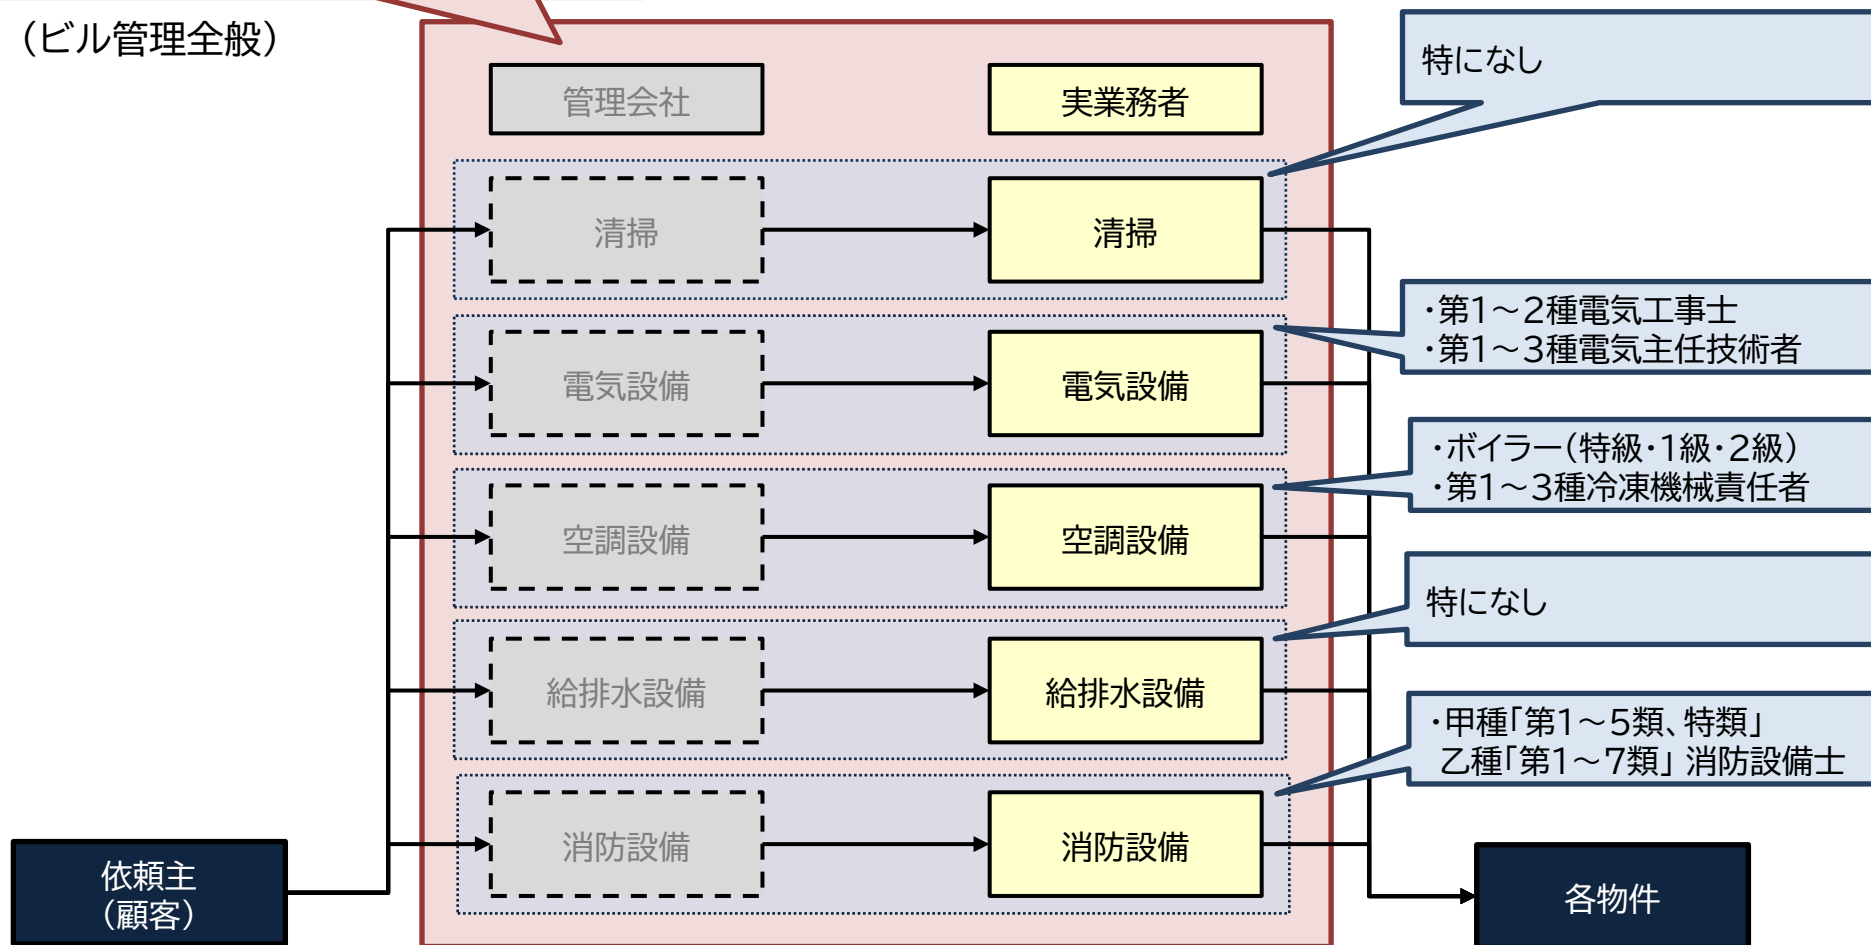 (ビル管理全般)
管理会社
実業務者
特になし
清掃
清掃
・第1～2種電気工事士
・第1～3種電気主任技術者
電気設備
電気設備
・ボイラー(特級・1級・2級)
・第1～3種冷凍機械責任者
空調設備
空調設備
特になし
給排水設備
給排水設備
・甲種「第1～5類、特類」
乙種「第1～7類」 消防設備士
消防設備
消防設備
依頼主
(顧客)
各物件